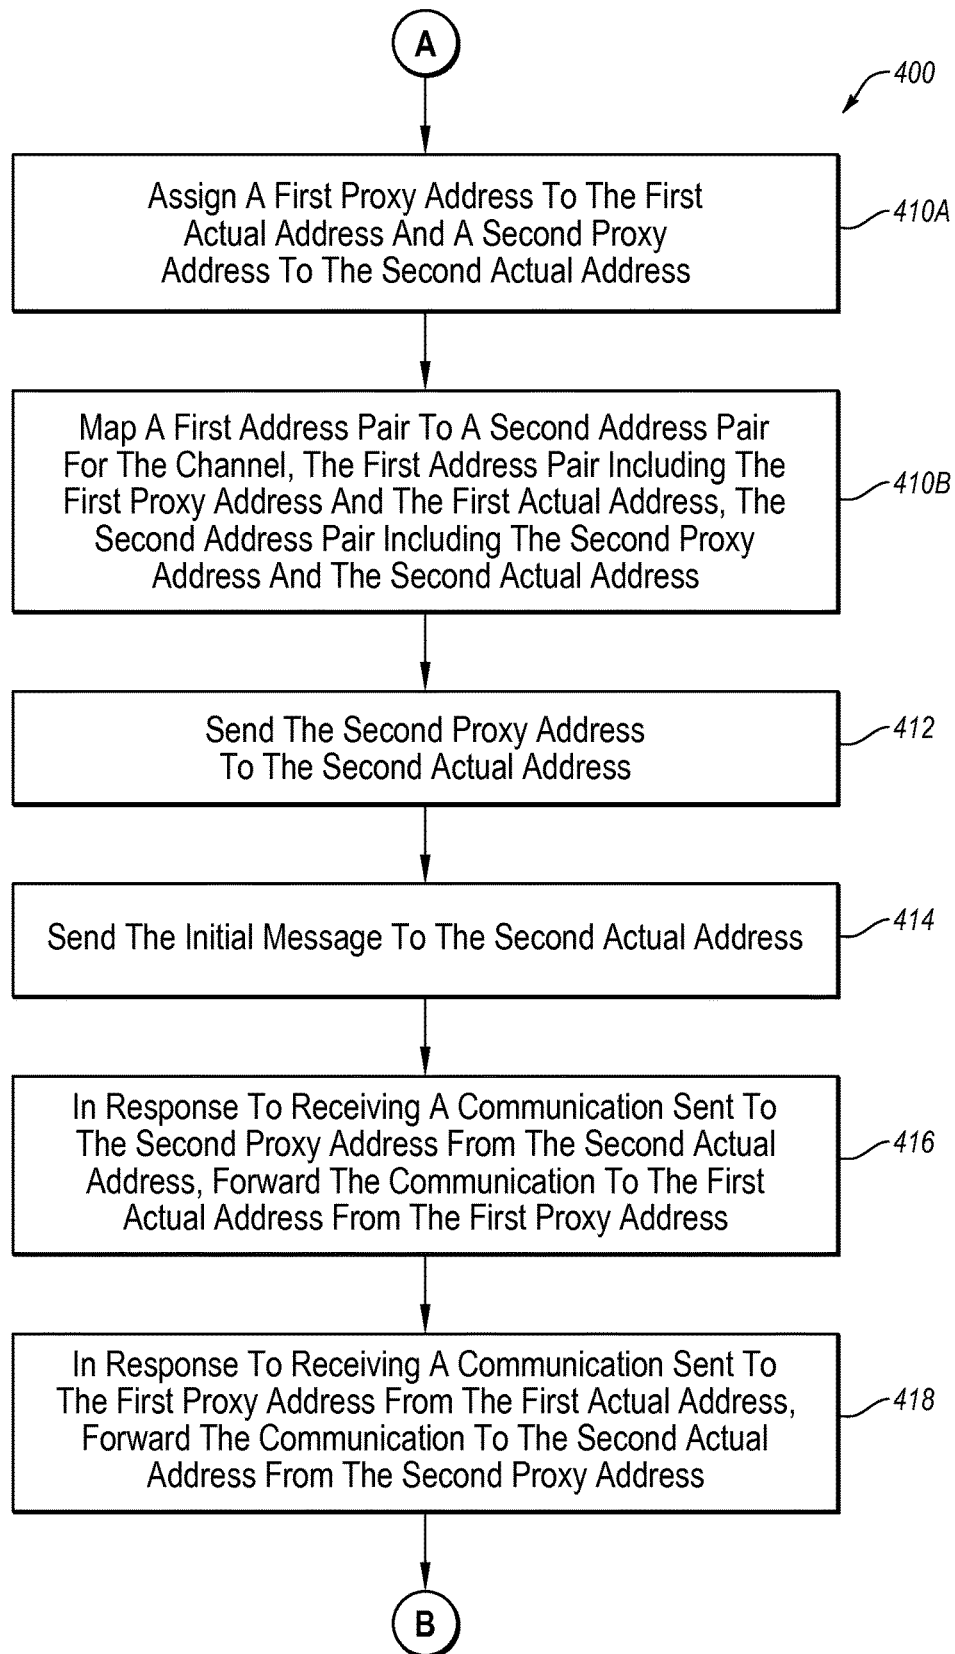 A
400
Assign A First Proxy Address To The First
Actual Address And A Second Proxy
Address To The Second Actual Address
410A
Map A First Address Pair To A Second Address Pair
For The Channel, The First Address Pair Including The
First Proxy Address And The First Actual Address, The
Second Address Pair Including The Second Proxy
Address And The Second Actual Address
410B
Send The Second Proxy Address
To The Second Actual Address
412
Send The Initial Message To The Second Actual Address
414
In Response To Receiving A Communication Sent To
The Second Proxy Address From The Second Actual
Address, Forward The Communication To The First
Actual Address From The First Proxy Address
416
In Response To Receiving A Communication Sent To
The First Proxy Address From The First Actual Address,
Forward The Communication To The Second Actual
Address From The Second Proxy Address
418
B